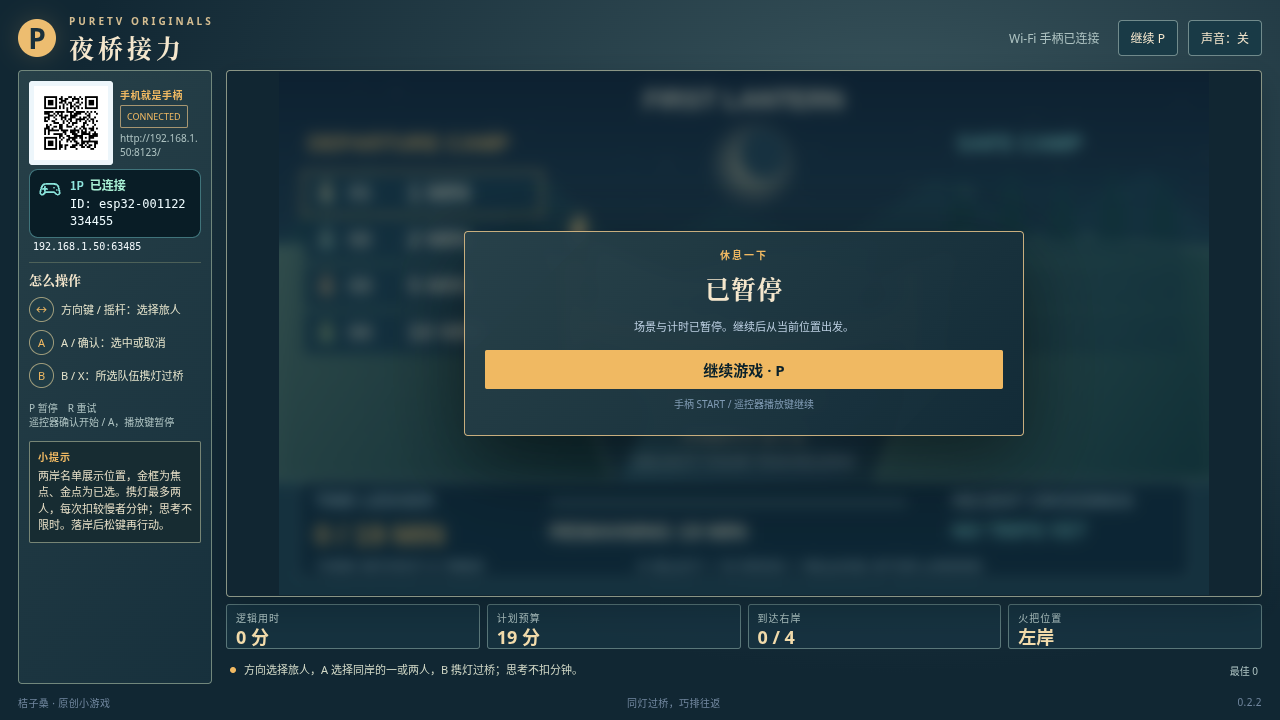 PURETV ORIGINALS
夜桥接力
P
Wi-Fi 手柄已连接
继续 P
声音：关
手机就是手柄
CONNECTED
http://192.168.1.
50:8123/
1P 已连接
ID: esp32-001122
334455
192.168.1.50:63485
怎么操作
↔ 方向键 / 摇杆：选择旅人
A A / 确认：选中或取消
B B / X：所选队伍携灯过桥
P 暂停 R 重试
遥控器确认开始 / A，播放键暂停
小提示
两岸名单展示位置，金框为焦
点、金点为已选。携灯最多两
人，每次扣较慢者分钟；思考不
限时。落岸后松键再行动。
FIRST LANTERN
休息一下
已暂停
场景与计时已暂停。继续后从当前位置出发。
继续游戏 · P
手柄 START / 遥控器播放键继续
逻辑用时
0 分
计划预算
19 分
到达右岸
0 / 4
火把位置
左岸
方向选择旅人，A 选择同岸的一或两人，B 携灯过桥；思考不扣分钟。
最佳 0
桔子桑 · 原创小游戏
同灯过桥，巧排往返
0.2.2